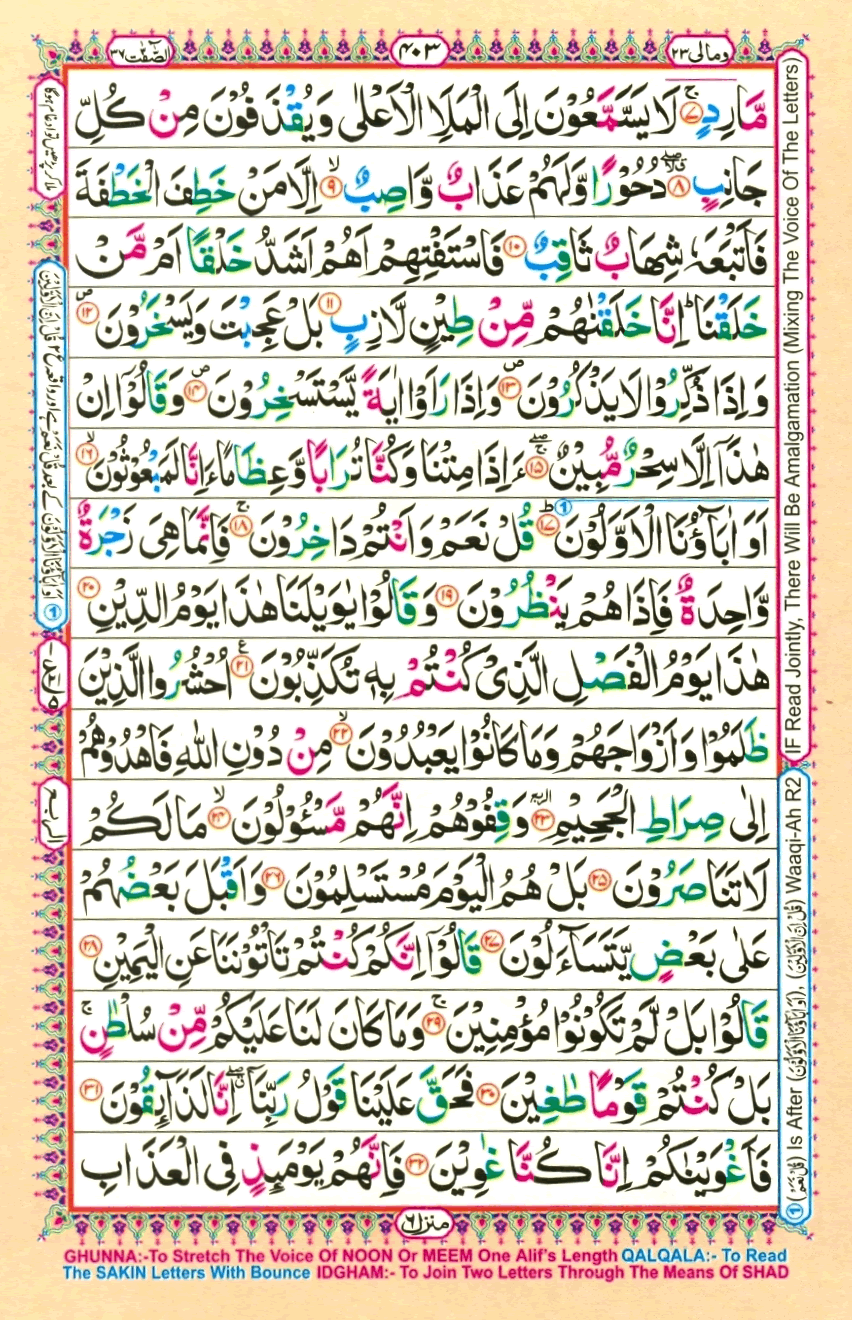 الصّٰٓفّٰت ٣٧
٤٠٣
ومالی ٢٣
مَّارِدٍ ۚ ٧ لَا يَسَّمَّعُوْنَ اِلَى الْمَلَاِ الْاَعْلٰى وَيُقْذَفُوْنَ مِنْ كُلِّ
جَانِبٍ ٨ دُحُوْرًا وَّلَهُمْ عَذَابٌ وَّاصِبٌ ۙ ٩ اِلَّا مَنْ خَطِفَ الْخَطْفَةَ
فَاَتْبَعَهٗ شِهَابٌ ثَاقِبٌ ١٠ فَاسْتَفْتِهِمْ اَهُمْ اَشَدُّ خَلْقًا اَمْ مَّنْ
خَلَقْنَا ؕ اِنَّا خَلَقْنٰهُمْ مِّنْ طِيْنٍ لَّازِبٍ ١١ بَلْ عَجِبْتَ وَيَسْخَرُوْنَ ١٢
وَاِذَا ذُكِّرُوْا لَا يَذْكُرُوْنَ ١٣ وَاِذَا رَاَوْا اٰيَةً يَّسْتَسْخِرُوْنَ ١٤ وَقَالُوْٓا اِنْ
هٰذَآ اِلَّا سِحْرٌ مُّبِيْنٌ ١٥ ءَاِذَا مِتْنَا وَكُنَّا تُرَابًا وَّعِظَامًا ءَاِنَّا لَمَبْعُوْثُوْنَ ۙ ١٦
اَوَاٰبَآؤُنَا الْاَوَّلُوْنَ ؕ ١٧ قُلْ نَعَمْ وَاَنْتُمْ دَاخِرُوْنَ ۚ ١٨ فَاِنَّمَا هِىَ زَجْرَةٌ
وَّاحِدَةٌ فَاِذَا هُمْ يَنْظُرُوْنَ ١٩ وَقَالُوْا يٰوَيْلَنَا هٰذَا يَوْمُ الدِّيْنِ ٢٠
هٰذَا يَوْمُ الْفَصْلِ الَّذِىْ كُنْتُمْ بِهٖ تُكَذِّبُوْنَ ٢١ اُحْشُرُوا الَّذِيْنَ
ظَلَمُوْا وَاَزْوَاجَهُمْ وَمَا كَانُوْا يَعْبُدُوْنَ ۙ ٢٢ مِنْ دُوْنِ اللّٰهِ فَاهْدُوْهُمْ
اِلٰى صِرَاطِ الْجَحِيْمِ ٢٣ وَقِفُوْهُمْ اِنَّهُمْ مَّسْـُٔوْلُوْنَ ۙ ٢٤ مَا لَكُمْ
لَا تَنَاصَرُوْنَ ٢٥ بَلْ هُمُ الْيَوْمَ مُسْتَسْلِمُوْنَ ٢٦ وَاَقْبَلَ بَعْضُهُمْ
عَلٰى بَعْضٍ يَّتَسَآءَلُوْنَ ٢٧ قَالُوْٓا اِنَّكُمْ كُنْتُمْ تَاْتُوْنَنَا عَنِ الْيَمِيْنِ ٢٨
قَالُوْا بَلْ لَّمْ تَكُوْنُوْا مُؤْمِنِيْنَ ۚ ٢٩ وَمَا كَانَ لَنَا عَلَيْكُمْ مِّنْ سُلْطٰنٍ ۚ
بَلْ كُنْتُمْ قَوْمًا طٰغِيْنَ ٣٠ فَحَقَّ عَلَيْنَا قَوْلُ رَبِّنَآ اِنَّا لَذَآئِقُوْنَ ٣١
فَاَغْوَيْنٰكُمْ اِنَّا كُنَّا غٰوِيْنَ ٣٢ فَاِنَّهُمْ يَوْمَئِذٍ فِى الْعَذَابِ
IF Read Jointly, There Will Be Amalgamation (Mixing The Voice Of The Letters)
١ (قُلْ نَعَمْ) Is After (اَوَاٰبَآؤُنَا الْاَوَّلُوْنَ), (قُلْ اِنَّ الْاَوَّلِيْنَ) Waaqi-Ah R2
منزل ٦
GHUNNA:-To Stretch The Voice Of NOON Or MEEM One Alif's Length QALQALA:- To Read
The SAKIN Letters With Bounce IDGHAM:- To Join Two Letters Through The Means Of SHAD